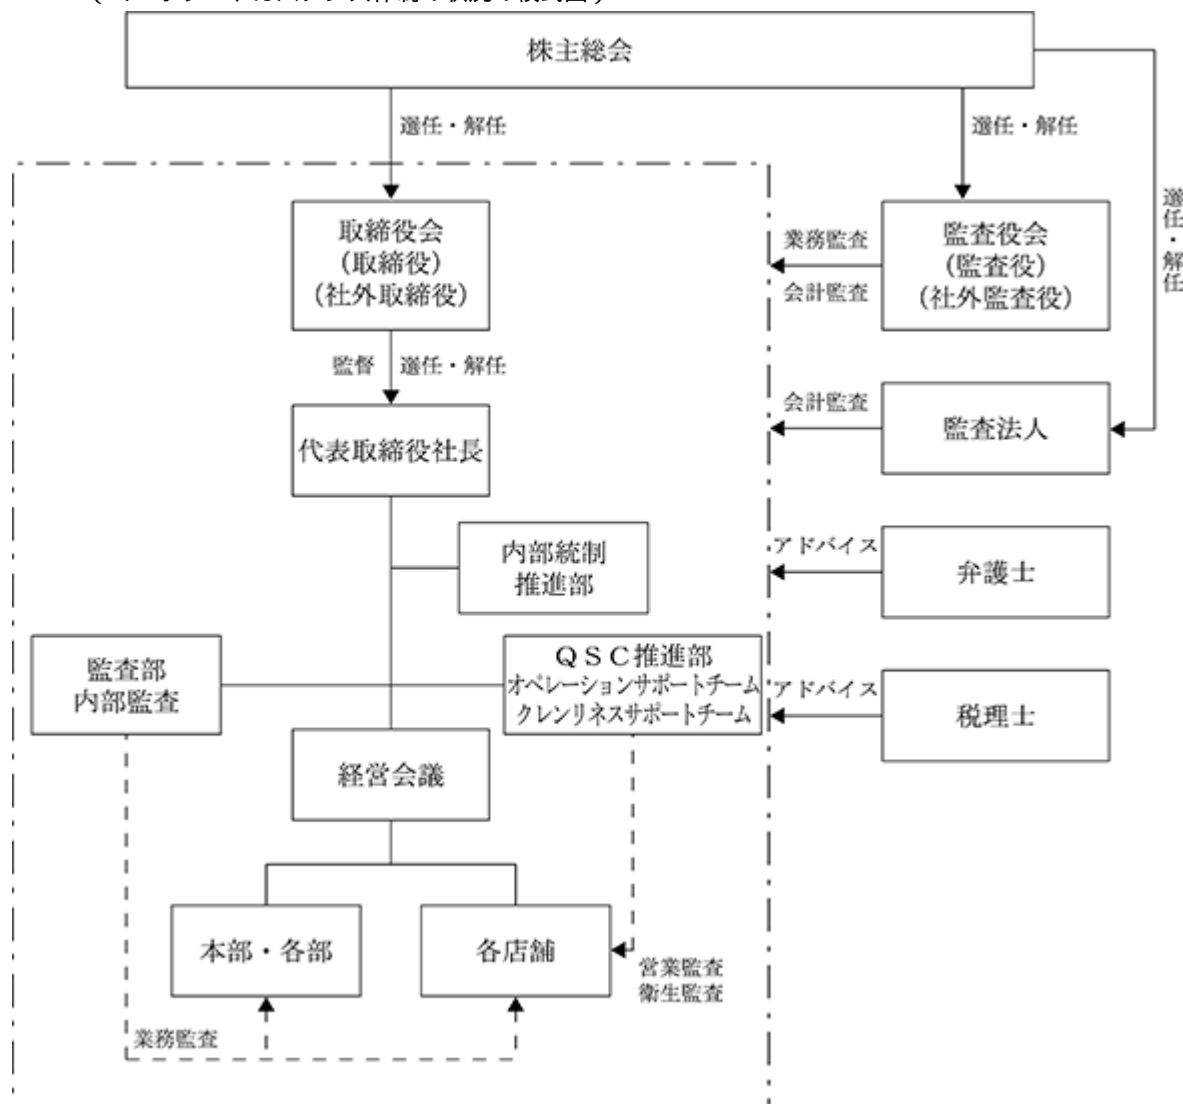 株主総会
選任・解任
選任・解任
選任・解任
取締役会
(取締役)
(社外取締役)
業務監査
会計監査
監査役会
(監査役)
(社外監査役)
監督
選任・解任
代表取締役社長
会計監査
監査法人
内部統制
推進部
アドバイス
弁護士
監査部
内部監査
QSC推進部
オペレーションサポートチーム
クレンリネスサポートチーム
アドバイス
税理士
経営会議
本部・各部
各店舗
営業監査
衛生監査
業務監査